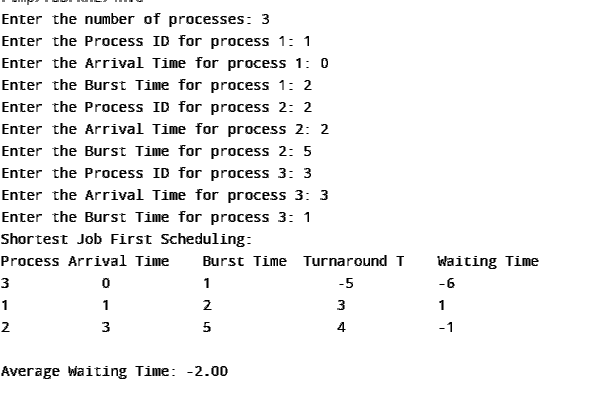 Enter the number of processes: 3
Enter the Process ID for process 1: 1
Enter the Arrival Time for process 1: 0
Enter the Burst Time for process 1: 2
Enter the Process ID for process 2: 2
Enter the Arrival Time for process 2: 2
Enter the Burst Time for process 2: 5
Enter the Process ID for process 3: 3
Enter the Arrival Time for process 3: 3
Enter the Burst Time for process 3: 1
Shortest Job First Scheduling:
Process Arrival Time Burst Time Turnaround T Waiting Time
3 0 1 -5 -6
1 1 2 3 1
2 3 5 4 -1
Average Waiting Time: -2.00